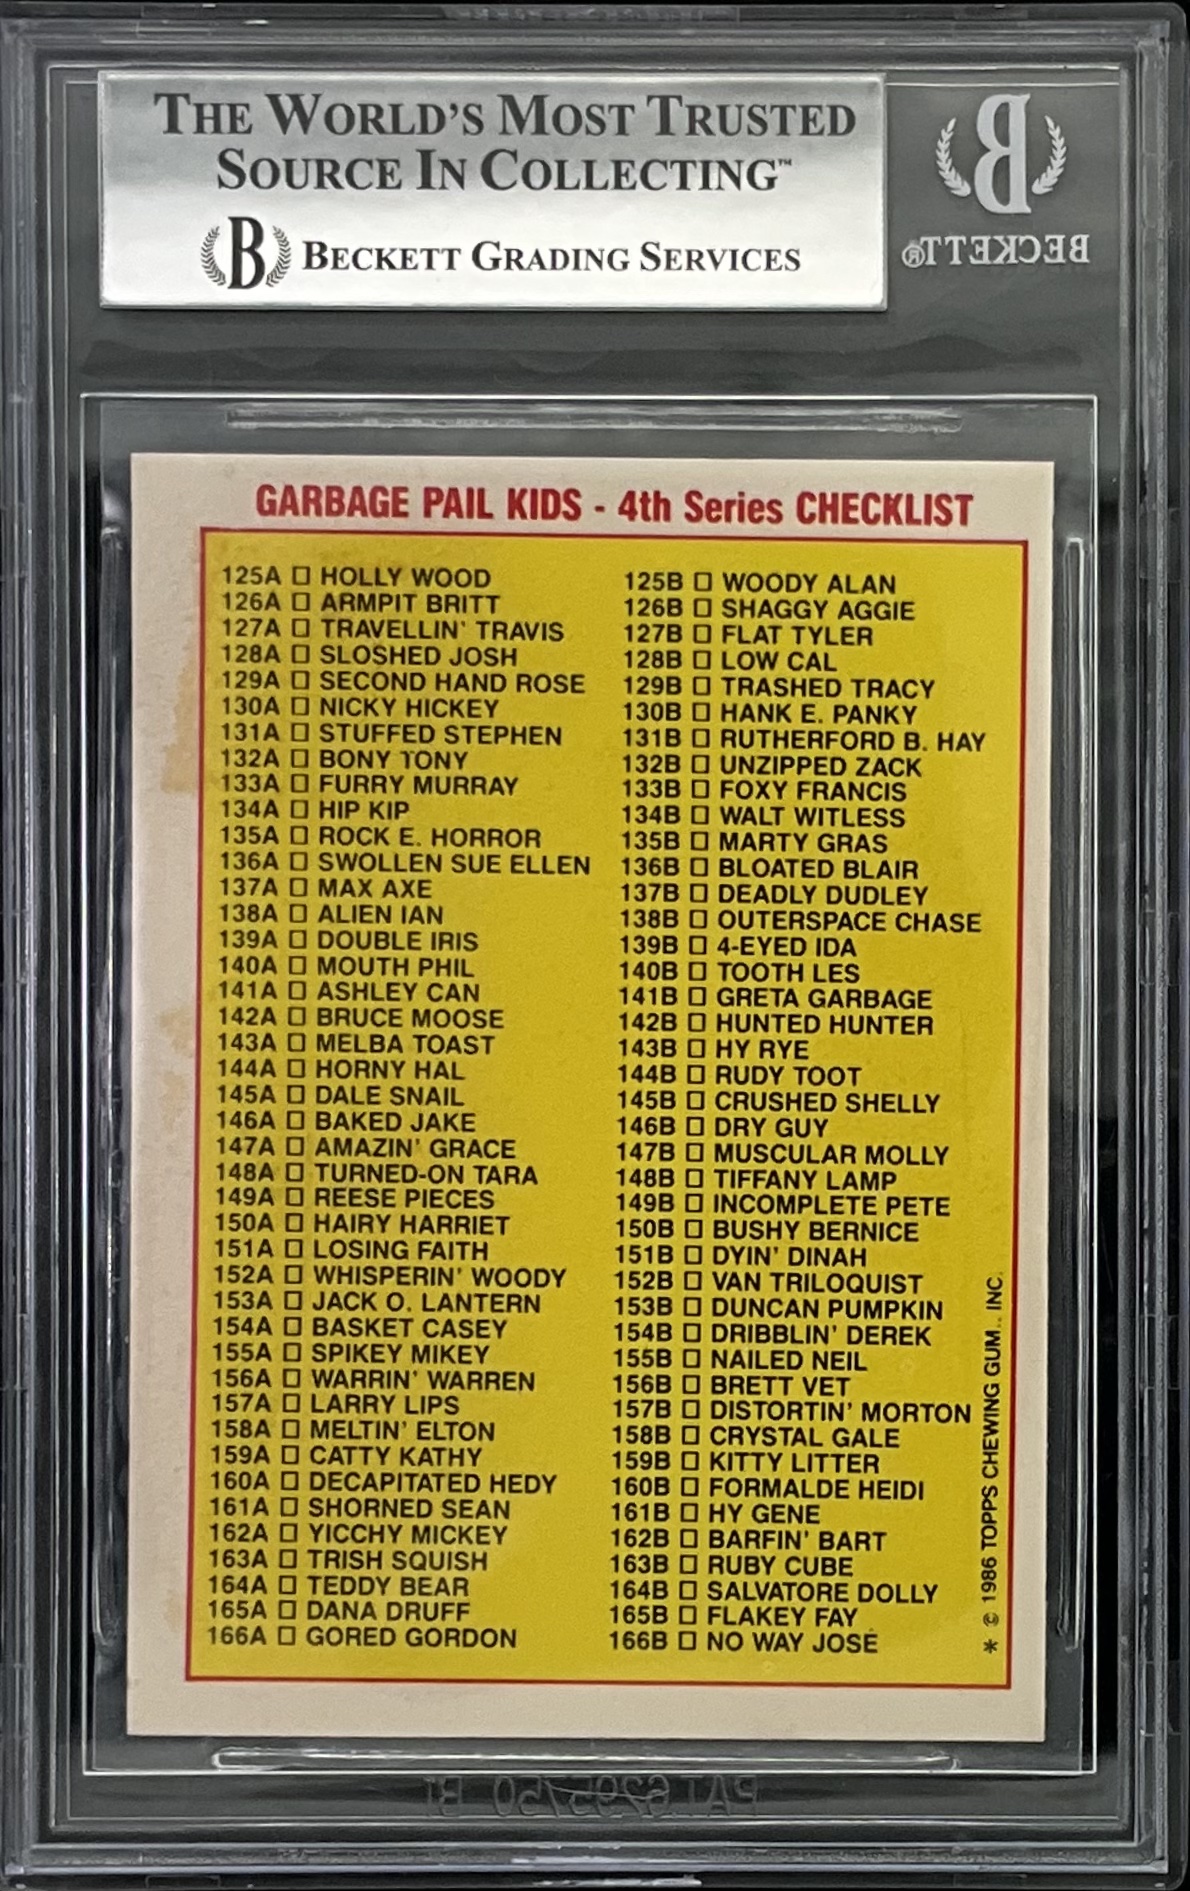 THE WORLD'S MOST TRUSTED
SOURCE IN COLLECTING™
B BECKETT GRADING SERVICES
B
BECKETT®
GARBAGE PAIL KIDS - 4th Series CHECKLIST
125A □ HOLLY WOOD
126A □ ARMPIT BRITT
127A □ TRAVELLIN' TRAVIS
128A □ SLOSHED JOSH
129A □ SECOND HAND ROSE
130A □ NICKY HICKEY
131A □ STUFFED STEPHEN
132A □ BONY TONY
133A □ FURRY MURRAY
134A □ HIP KIP
135A □ ROCK E. HORROR
136A □ SWOLLEN SUE ELLEN
137A □ MAX AXE
138A □ ALIEN IAN
139A □ DOUBLE IRIS
140A □ MOUTH PHIL
141A □ ASHLEY CAN
142A □ BRUCE MOOSE
143A □ MELBA TOAST
144A □ HORNY HAL
145A □ DALE SNAIL
146A □ BAKED JAKE
147A □ AMAZIN' GRACE
148A □ TURNED-ON TARA
149A □ REESE PIECES
150A □ HAIRY HARRIET
151A □ LOSING FAITH
152A □ WHISPERIN' WOODY
153A □ JACK O. LANTERN
154A □ BASKET CASEY
155A □ SPIKEY MIKEY
156A □ WARRIN' WARREN
157A □ LARRY LIPS
158A □ MELTIN' ELTON
159A □ CATTY KATHY
160A □ DECAPITATED HEDY
161A □ SHORNED SEAN
162A □ YICCHY MICKEY
163A □ TRISH SQUISH
164A □ TEDDY BEAR
165A □ DANA DRUFF
166A □ GORED GORDON
125B □ WOODY ALAN
126B □ SHAGGY AGGIE
127B □ FLAT TYLER
128B □ LOW CAL
129B □ TRASHED TRACY
130B □ HANK E. PANKY
131B □ RUTHERFORD B. HAY
132B □ UNZIPPED ZACK
133B □ FOXY FRANCIS
134B □ WALT WITLESS
135B □ MARTY GRAS
136B □ BLOATED BLAIR
137B □ DEADLY DUDLEY
138B □ OUTERSPACE CHASE
139B □ 4-EYED IDA
140B □ TOOTH LES
141B □ GRETA GARBAGE
142B □ HUNTED HUNTER
143B □ HY RYE
144B □ RUDY TOOT
145B □ CRUSHED SHELLY
146B □ DRY GUY
147B □ MUSCULAR MOLLY
148B □ TIFFANY LAMP
149B □ INCOMPLETE PETE
150B □ BUSHY BERNICE
151B □ DYIN' DINAH
152B □ VAN TRILOQUIST
153B □ DUNCAN PUMPKIN
154B □ DRIBBLIN' DEREK
155B □ NAILED NEIL
156B □ BRETT VET
157B □ DISTORTIN' MORTON
158B □ CRYSTAL GALE
159B □ KITTY LITTER
160B □ FORMALDE HEIDI
161B □ HY GENE
162B □ BARFIN' BART
163B □ RUBY CUBE
164B □ SALVATORE DOLLY
165B □ FLAKEY FAY
166B □ NO WAY JOSÉ
* © 1986 TOPPS CHEWING GUM., INC.
PAT.6295750 B1